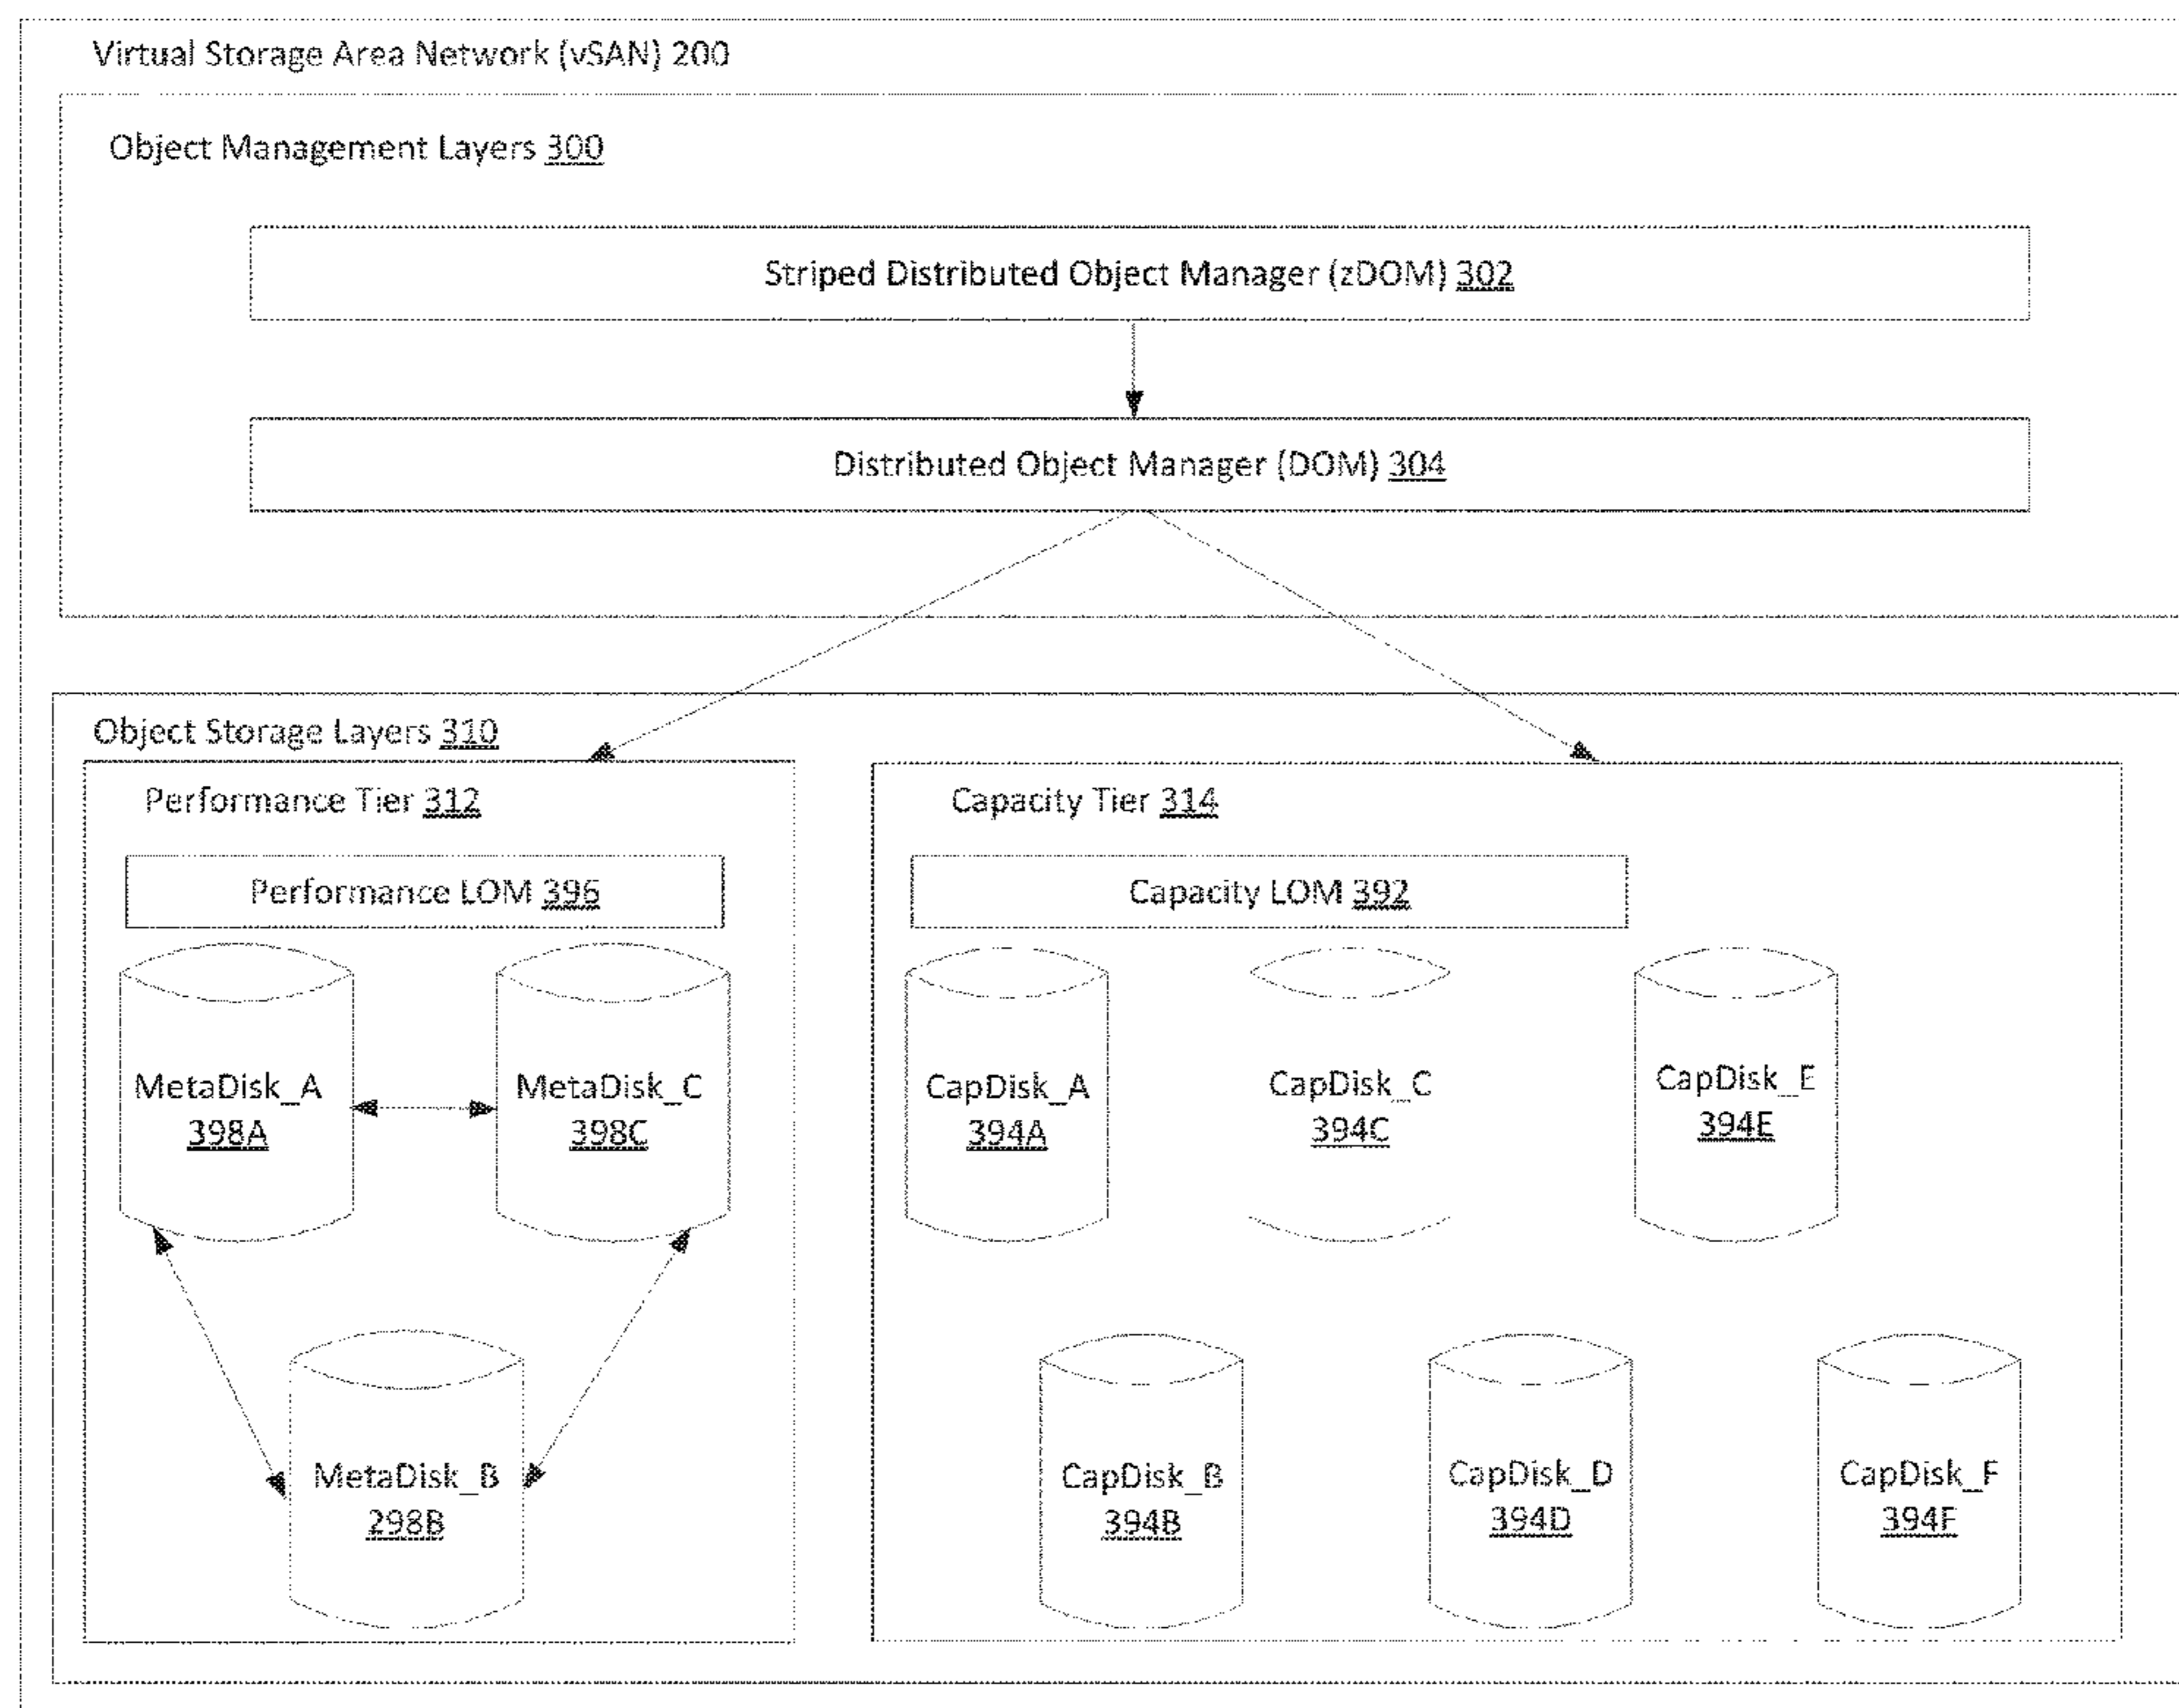 Virtual Storage Area Network (vSAN) 200
Object Management Layers 300
Striped Distributed Object Manager (zDOM) 302
Distributed Object Manager (DOM) 304
Object Storage Layers 310
Performance Tier 312
Performance LOM 396
MetaDisk_A
398A
MetaDisk_C
398C
MetaDisk_B
298B
Capacity Tier 314
Capacity LOM 392
CapDisk_A
394A
CapDisk_C
394C
CapDisk_E
394E
CapDisk_B
394B
CapDisk_D
394D
CapDisk_F
394F